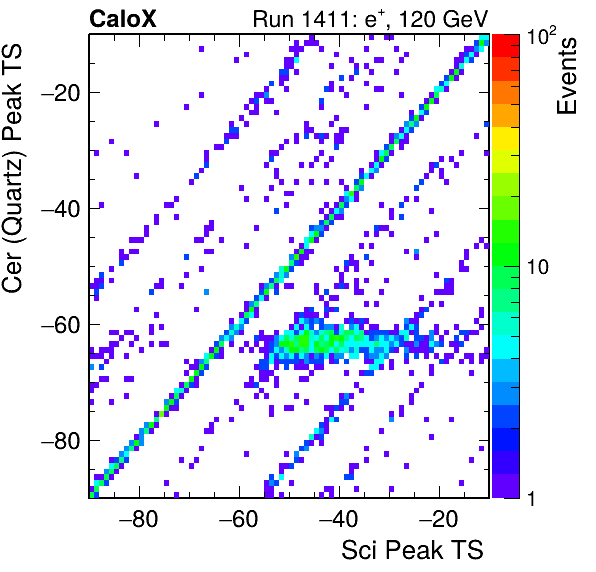 CaloX Run 1411: e⁺, 120 GeV
Cer (Quartz) Peak TS
−20
−40
−60
−80
−80 −60 −40 −20
Sci Peak TS
10²
10
1
Events